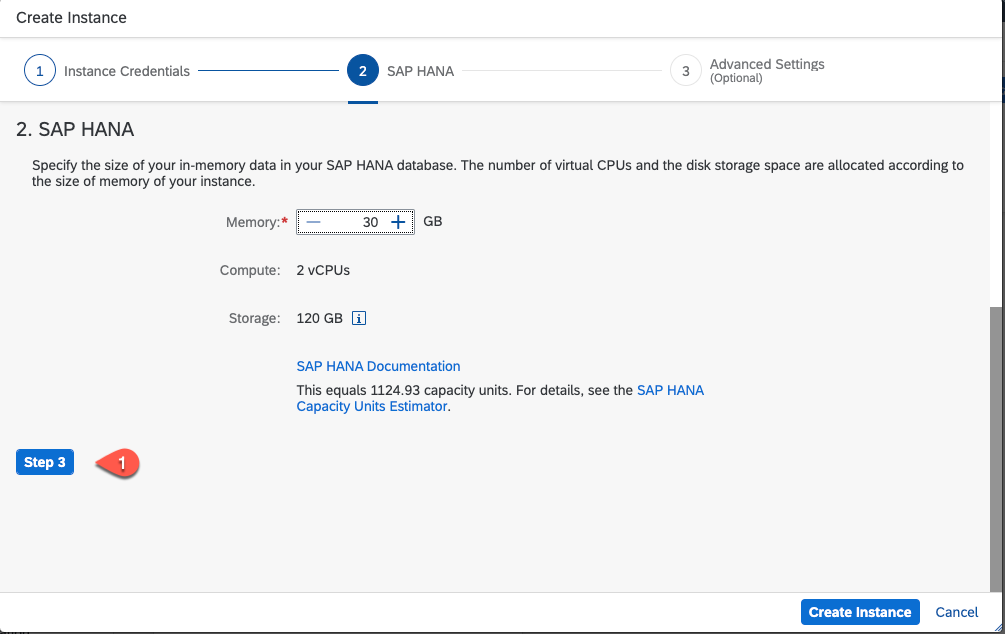 Create Instance
1 Instance Credentials
2 SAP HANA
3 Advanced Settings
(Optional)
2. SAP HANA
Specify the size of your in-memory data in your SAP HANA database. The number of virtual CPUs and the disk storage space are allocated according to
the size of memory of your instance.
Memory:* 30 GB
Compute: 2 vCPUs
Storage: 120 GB i
SAP HANA Documentation
This equals 1124.93 capacity units. For details, see the SAP HANA
Capacity Units Estimator.
Step 3 1
Create Instance Cancel